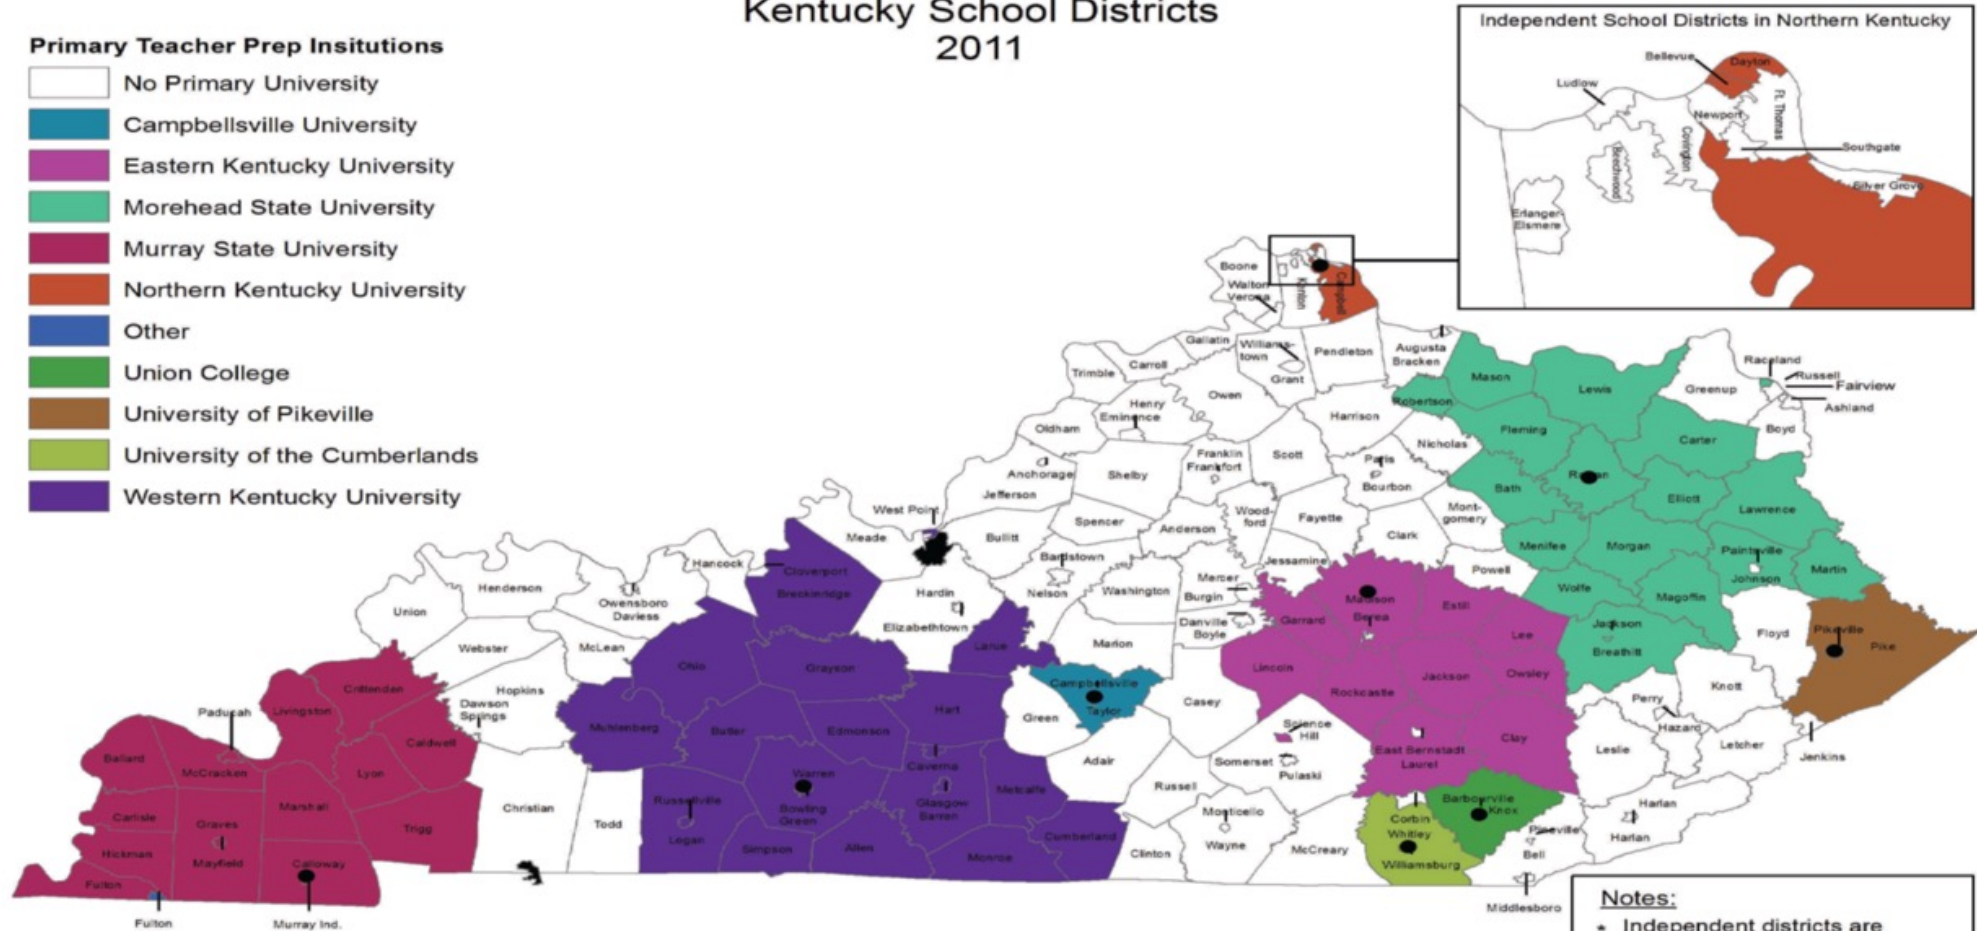 Kentucky School Districts
2011
Primary Teacher Prep Insitutions
No Primary University
Campbellsville University
Eastern Kentucky University
Morehead State University
Murray State University
Northern Kentucky University
Other
Union College
University of Pikeville
University of the Cumberlands
Western Kentucky University
Independent School Districts in Northern Kentucky
Bellevue
Dayton
Ludlow
Ft. Thomas
Newport
Covington
Southgate
Beechwood
Silver Grove
Erlanger-
Elsmere
Boone
Walton
Verona
Kenton
Campbell
Gallatin
Williams-
town
Pendleton
Augusta
Bracken
Trimble
Carroll
Grant
Owen
Mason
Lewis
Greenup
Raceland
Russell
Fairview
Ashland
Boyd
Robertson
Henry
Eminence
Harrison
Oldham
Nicholas
Fleming
Carter
Anchorage
Shelby
Franklin
Frankfort
Scott
Paris
Bourbon
Rowan
Jefferson
Bath
Elliott
Lawrence
West Point
Meade
Bullitt
Spencer
Anderson
Wood-
ford
Fayette
Mont-
gomery
Clark
Menifee
Morgan
Paintsville
Johnson
Martin
Hancock
Cloverport
Breckinridge
Bardstown
Nelson
Washington
Mercer
Burgin
Jessamine
Powell
Wolfe
Magoffin
Henderson
Union
Owensboro
Daviess
Hardin
Elizabethtown
Danville
Boyle
Garrard
Madison
Berea
Estill
Lee
Jackson
Breathitt
Floyd
Pikeville
Pike
Webster
McLean
Ohio
Grayson
Larue
Marion
Lincoln
Rockcastle
Jackson
Owsley
Knott
Crittenden
Hopkins
Dawson
Springs
Campbellsville
Taylor
Casey
Perry
Hazard
Paducah
Livingston
Muhlenberg
Butler
Edmonson
Hart
Green
Science
Hill
East Bernstadt
Laurel
Clay
Leslie
Letcher
Jenkins
Ballard
McCracken
Caldwell
Lyon
Caverna
Adair
Somerset
Pulaski
Carlisle
Graves
Marshall
Trigg
Christian
Todd
Russellville
Logan
Warren
Bowling
Green
Glasgow
Barren
Metcalfe
Russell
Monticello
Wayne
Corbin
Whitley
Williamsburg
Barbourville
Knox
Pineville
Bell
Harlan
Harlan
Hickman
Mayfield
Calloway
Simpson
Allen
Monroe
Cumberland
Clinton
McCreary
Fulton
Fulton
Murray Ind.
Middlesboro
Notes:
* Independent districts are